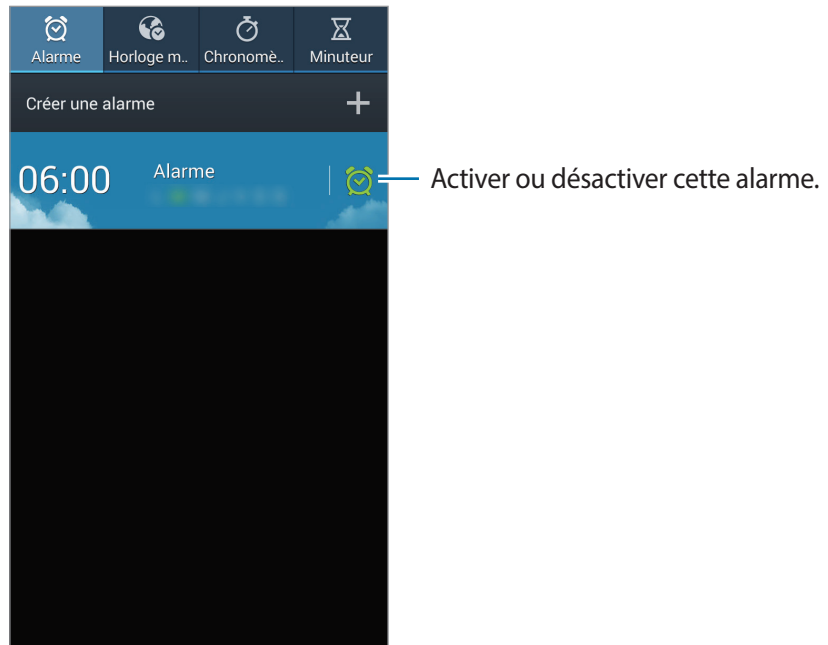 Alarme Horloge m.. Chronomè.. Minuteur
Créer une alarme
06:00 Alarme
Activer ou désactiver cette alarme.